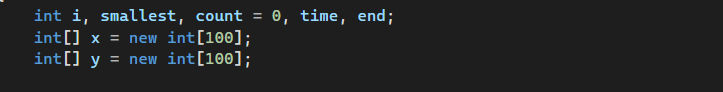 int i, smallest, count = 0, time, end;
int[] x = new int[100];
int[] y = new int[100];